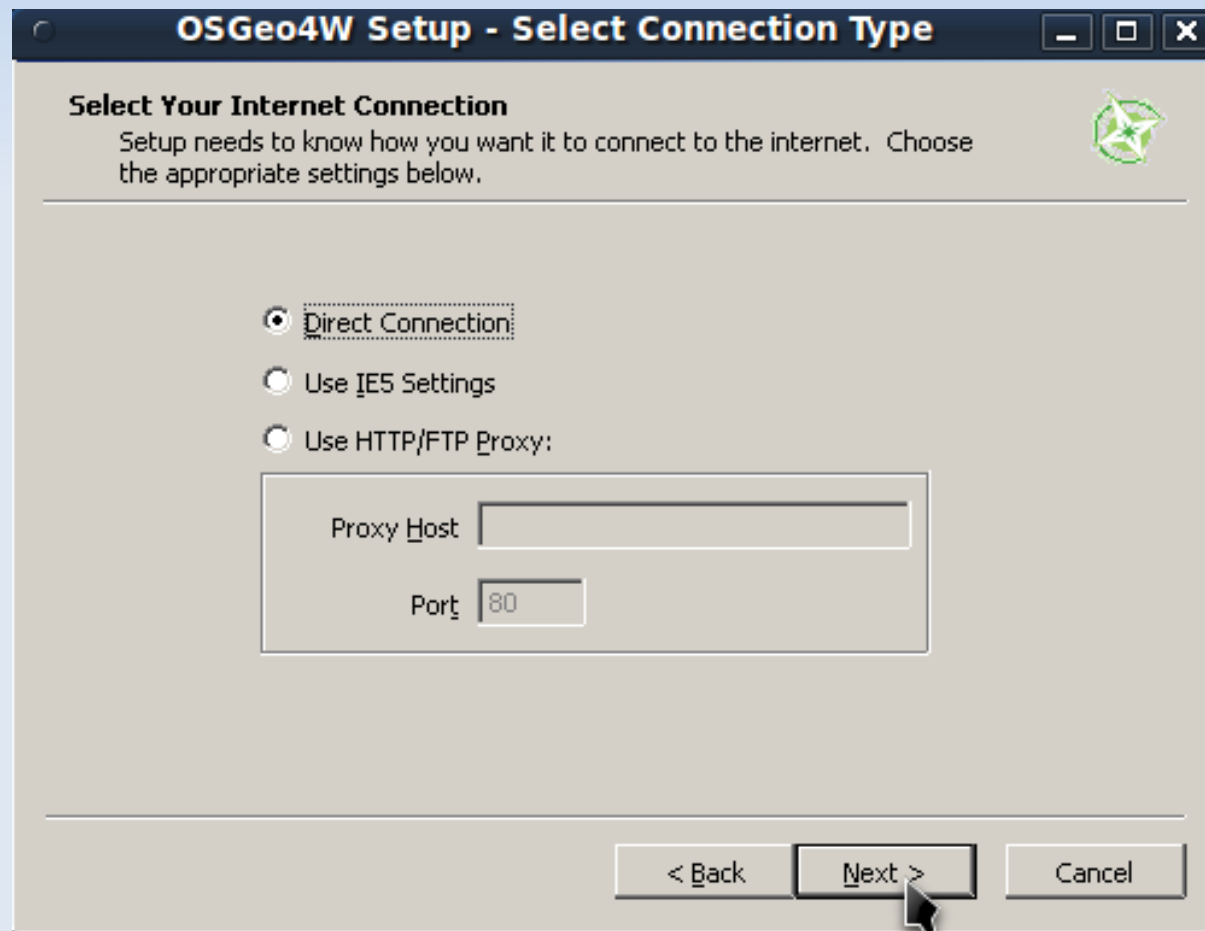 OSGeo4W Setup - Select Connection Type
Select Your Internet Connection
Setup needs to know how you want it to connect to the internet. Choose
the appropriate settings below.
Direct Connection
Use IE5 Settings
Use HTTP/FTP Proxy:
Proxy Host
Port 80
< Back Next > Cancel